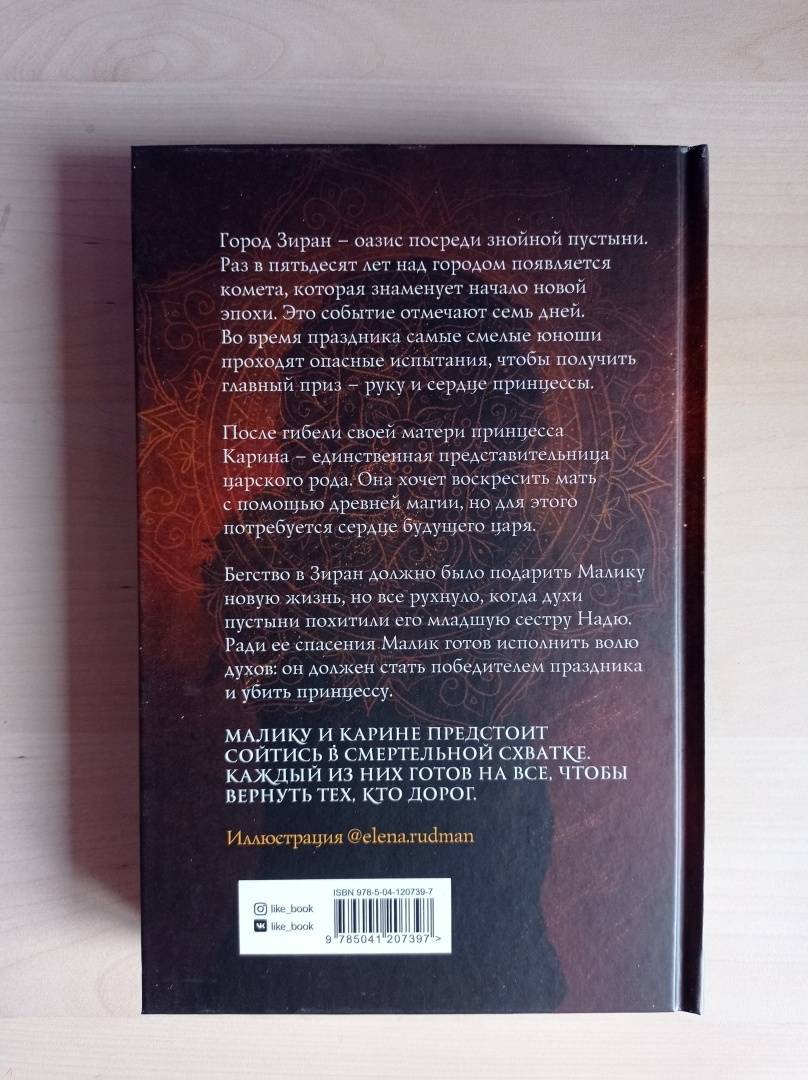 Город Зиран – оазис посреди знойной пустыни.
Раз в пятьдесят лет над городом появляется
комета, которая знаменует начало новой
эпохи. Это событие отмечают семь дней.
Во время праздника самые смелые юноши
проходят опасные испытания, чтобы получить
главный приз – руку и сердце принцессы.
После гибели своей матери принцесса
Карина – единственная представительница
царского рода. Она хочет воскресить мать
с помощью древней магии, но для этого
потребуется сердце будущего царя.
Бегство в Зиран должно было подарить Малику
новую жизнь, но все рухнуло, когда духи
пустыни похитили его младшую сестру Надю.
Ради ее спасения Малик готов исполнить волю
духов: он должен стать победителем праздника
и убить принцессу.
МАЛИКУ И КАРИНЕ ПРЕДСТОИТ
СОЙТИСЬ В СМЕРТЕЛЬНОЙ СХВАТКЕ.
КАЖДЫЙ ИЗ НИХ ГОТОВ НА ВСЕ, ЧТОБЫ
ВЕРНУТЬ ТЕХ, КТО ДОРОГ.
Иллюстрация @elena.rudman
ISBN 978-5-04-120739-7
like_book
like_book
9 785041 207397 >